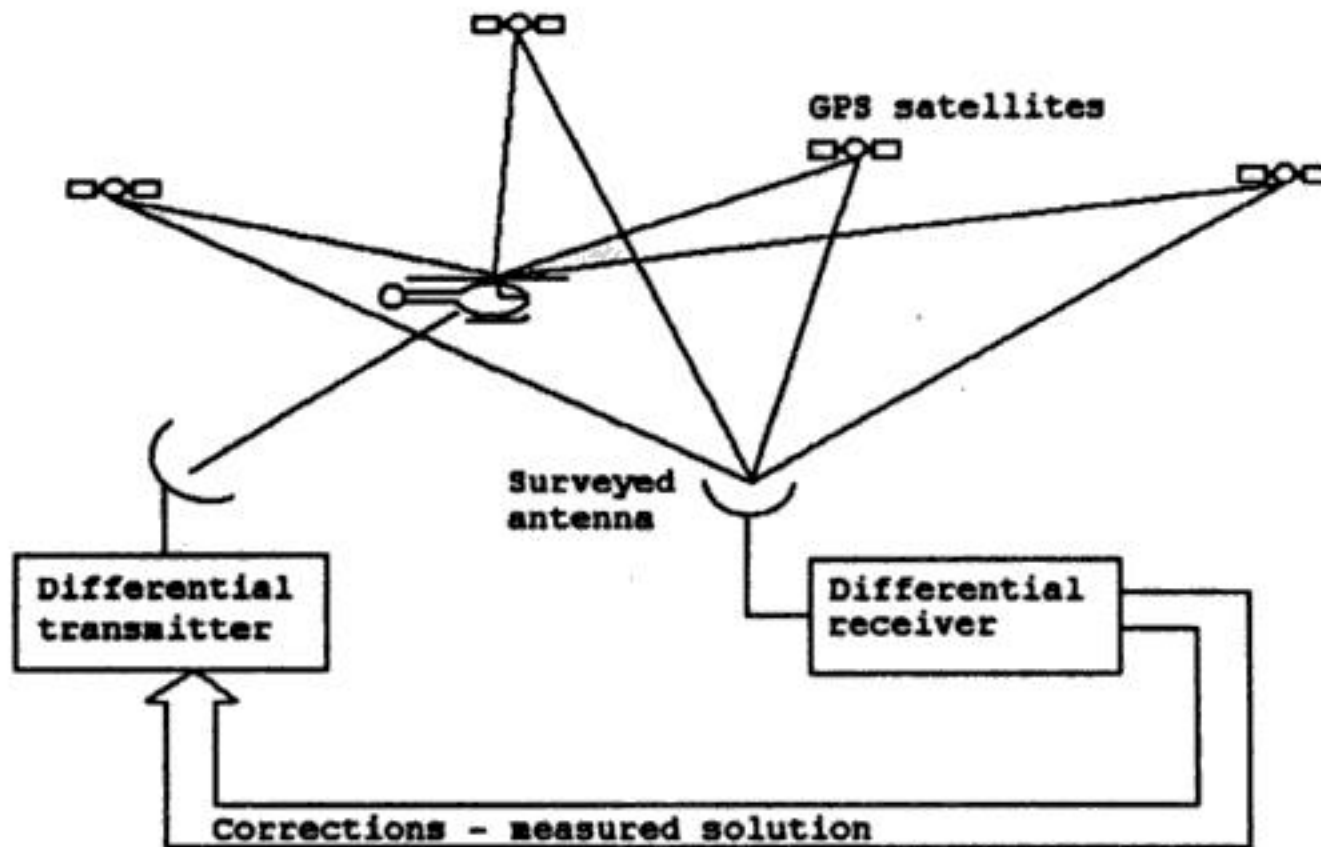 GPS satellites
Surveyed
antenna
Differential
transmitter
Differential
receiver
Corrections - measured solution